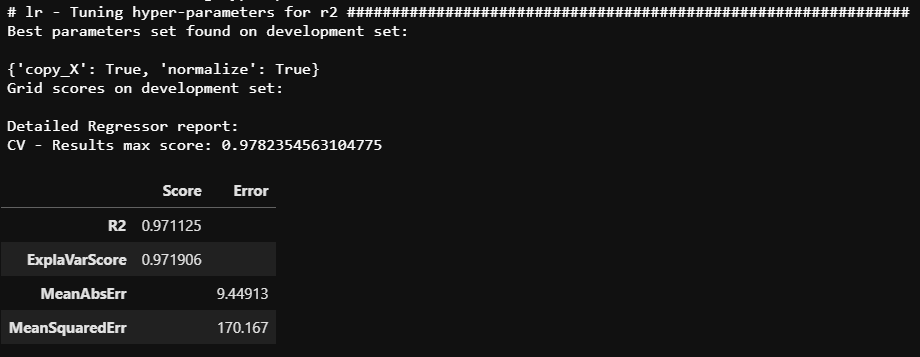 # lr - Tuning hyper-parameters for r2 ###############################################################
Best parameters set found on development set:
{'copy_X': True, 'normalize': True}
Grid scores on development set:
Detailed Regressor report:
CV - Results max score: 0.9782354563104775
Score Error
R2 0.971125
ExplaVarScore 0.971906
MeanAbsErr 9.44913
MeanSquaredErr 170.167